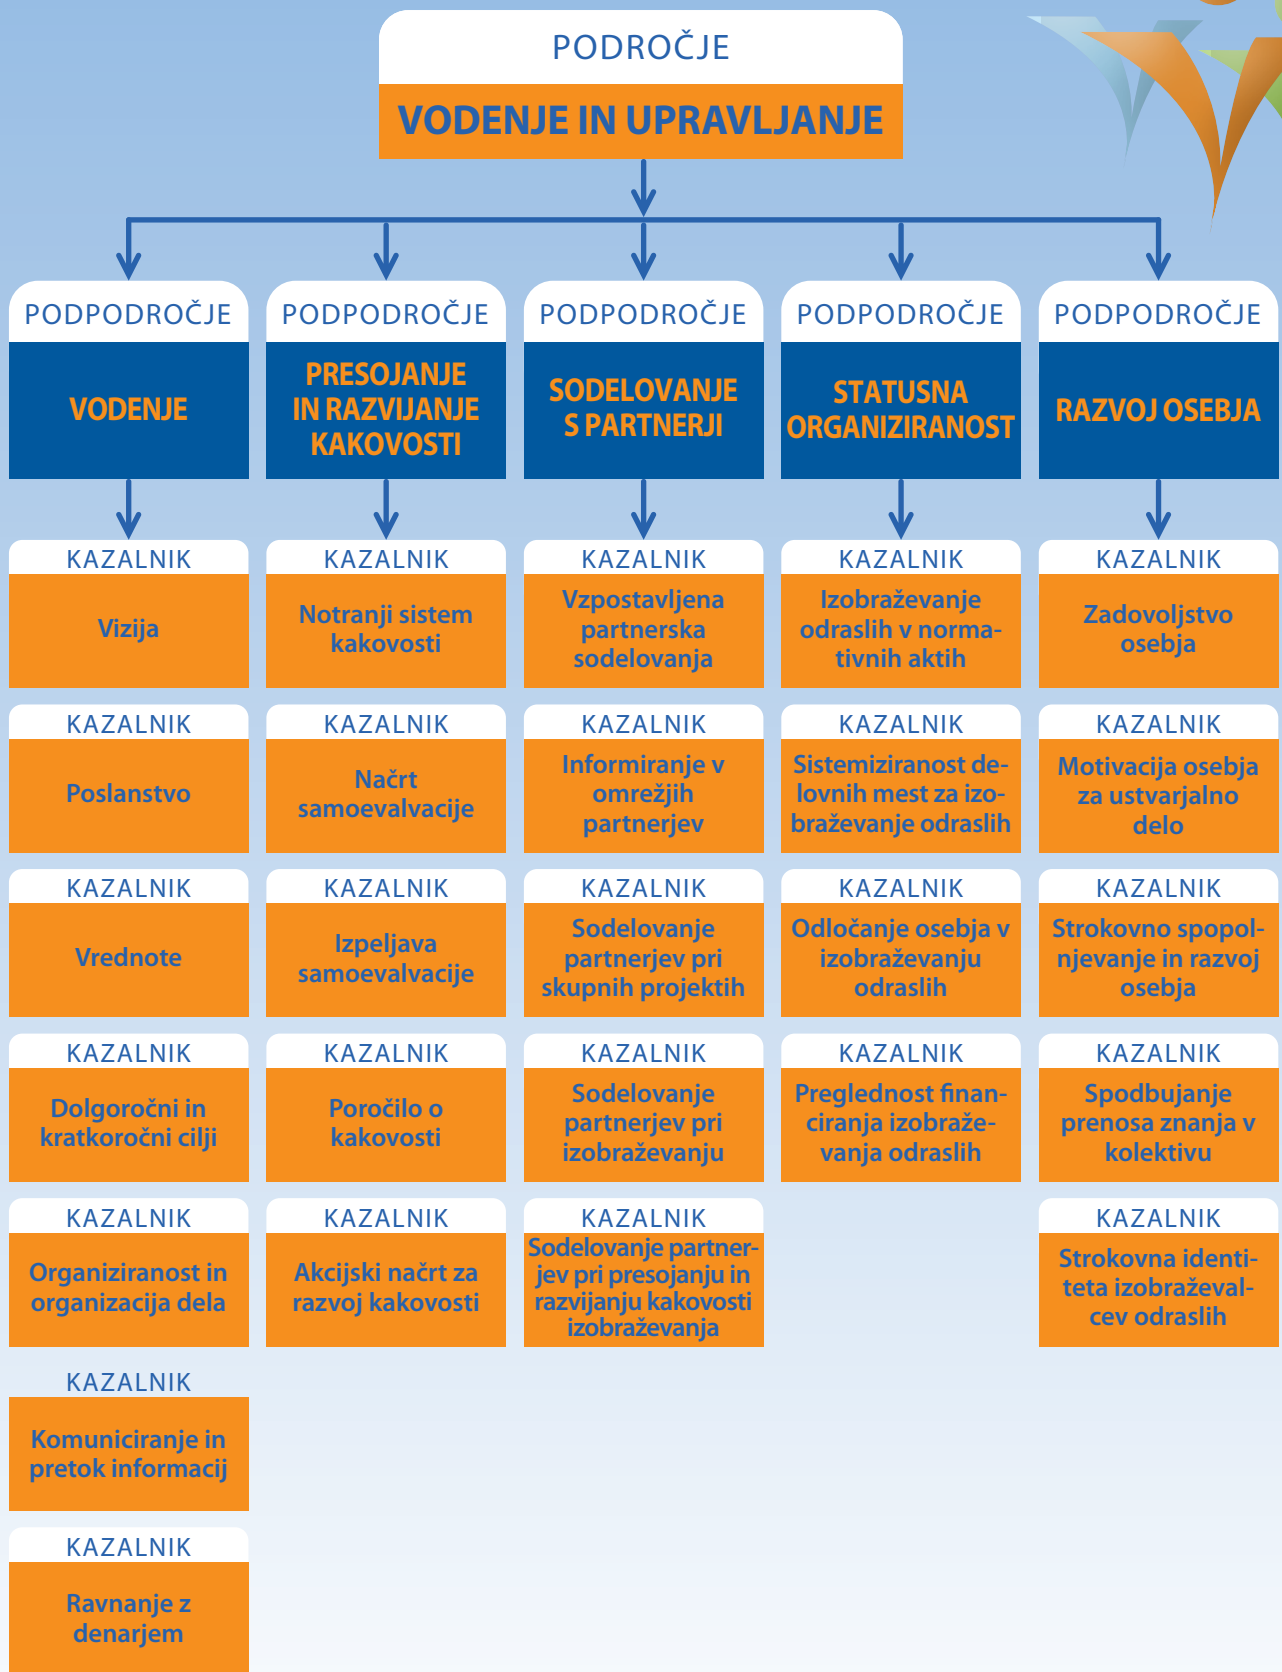 PODROČJE
VODENJE IN UPRAVLJANJE
PODPODROČJE
VODENJE
KAZALNIK
Vizija
KAZALNIK
Poslanstvo
KAZALNIK
Vrednote
KAZALNIK
Dolgoročni in
kratkoročni cilji
KAZALNIK
Organiziranost in
organizacija dela
KAZALNIK
Komuniciranje in
pretok informacij
KAZALNIK
Ravnanje z
denarjem
PODPODROČJE
PRESOJANJE
IN RAZVIJANJE
KAKOVOSTI
KAZALNIK
Notranji sistem
kakovosti
KAZALNIK
Načrt
samoevalvacije
KAZALNIK
Izpeljava
samoevalvacije
KAZALNIK
Poročilo o
kakovosti
KAZALNIK
Akcijski načrt za
razvoj kakovosti
PODPODROČJE
SODELOVANJE
S PARTNERJI
KAZALNIK
Vzpostavljena
partnerska
sodelovanja
KAZALNIK
Informiranje v
omrežjih
partnerjev
KAZALNIK
Sodelovanje
partnerjev pri
skupnih projektih
KAZALNIK
Sodelovanje
partnerjev pri
izobraževanju
KAZALNIK
Sodelovanje partner-
jev pri presojanju in
razvijanju kakovosti
izobraževanja
PODPODROČJE
STATUSNA
ORGANIZIRANOST
KAZALNIK
Izobraževanje
odraslih v norma-
tivnih aktih
KAZALNIK
Sistemiziranost de-
lovnih mest za izo-
braževanje odraslih
KAZALNIK
Odločanje osebja v
izobraževanju
odraslih
KAZALNIK
Preglednost finan-
ciranja izobraže-
vanja odraslih
PODPODROČJE
RAZVOJ OSEBJA
KAZALNIK
Zadovoljstvo
osebja
KAZALNIK
Motivacija osebja
za ustvarjalno
delo
KAZALNIK
Strokovno spopol-
njevanje in razvoj
osebja
KAZALNIK
Spodbujanje
prenosa znanja v
kolektivu
KAZALNIK
Strokovna identi-
teta izobraževal-
cev odraslih